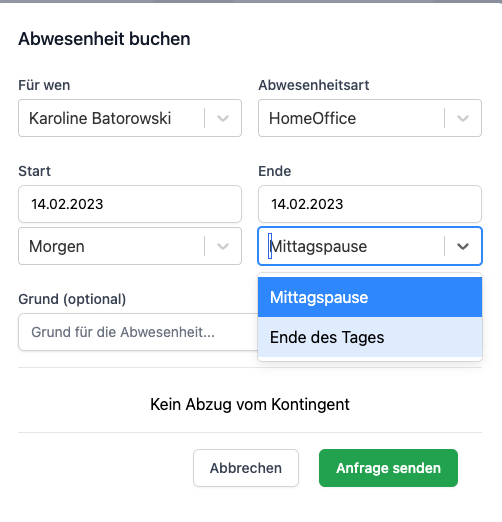 Abwesenheit buchen
Für wen Abwesenheitsart
Karoline Batorowski HomeOffice
Start Ende
14.02.2023 14.02.2023
Morgen Mittagspause
Mittagspause
Grund (optional)
Grund für die Abwesenheit... Ende des Tages
Kein Abzug vom Kontingent
Abbrechen Anfrage senden